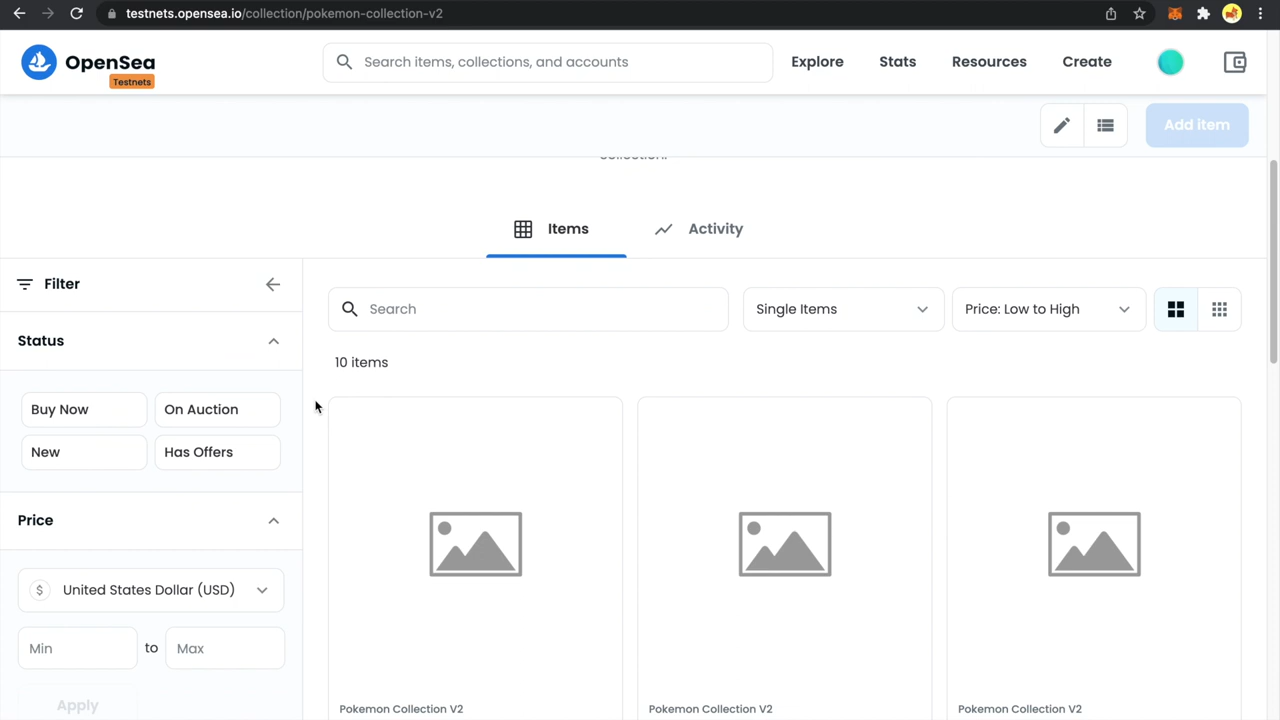 testnets.opensea.io/collection/pokemon-collection-v2
OpenSea
Testnets
Search items, collections, and accounts
Explore
Stats
Resources
Create
Add item
collection.
Items
Activity
Filter
Search
Single Items
Price: Low to High
Status
10 items
Buy Now
On Auction
New
Has Offers
Price
$ United States Dollar (USD)
Min
to
Max
Apply
Pokemon Collection V2
Pokemon Collection V2
Pokemon Collection V2